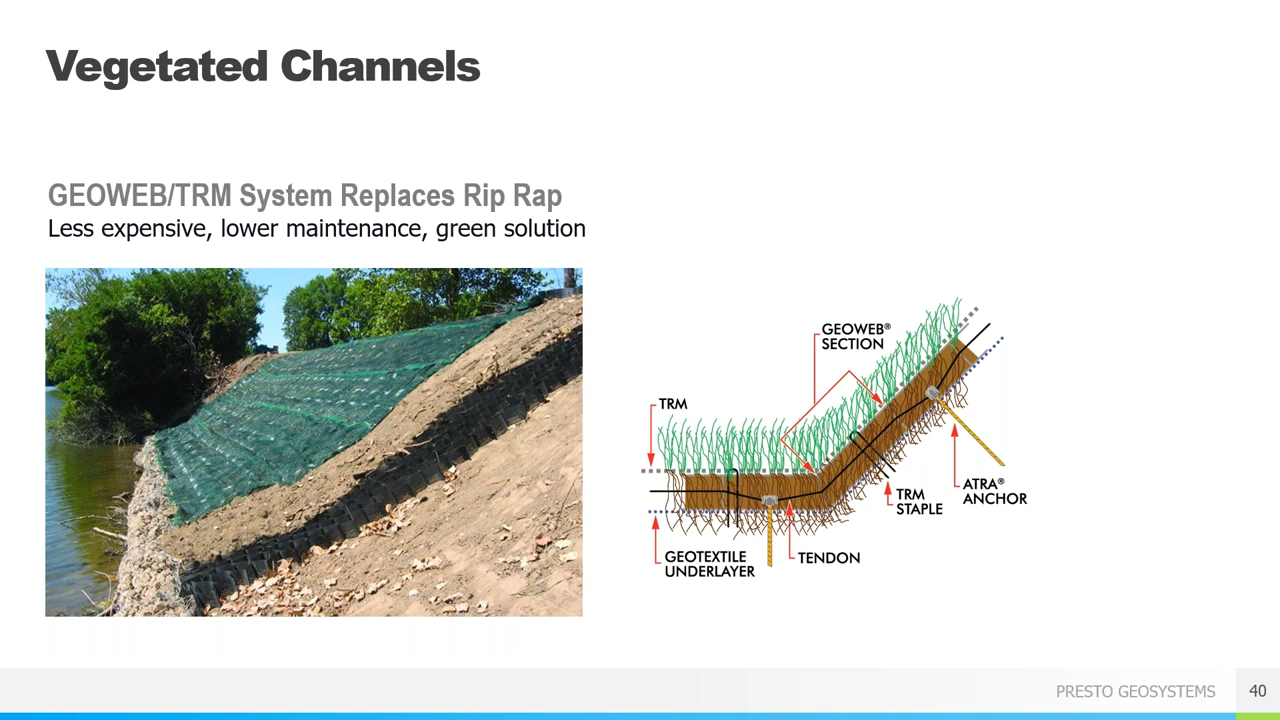 Vegetated Channels
GEOWEB/TRM System Replaces Rip Rap
Less expensive, lower maintenance, green solution
GEOWEB®
SECTION
TRM
ATRA®
ANCHOR
TRM
STAPLE
GEOTEXTILE
UNDERLAYER
TENDON
PRESTO GEOSYSTEMS
40